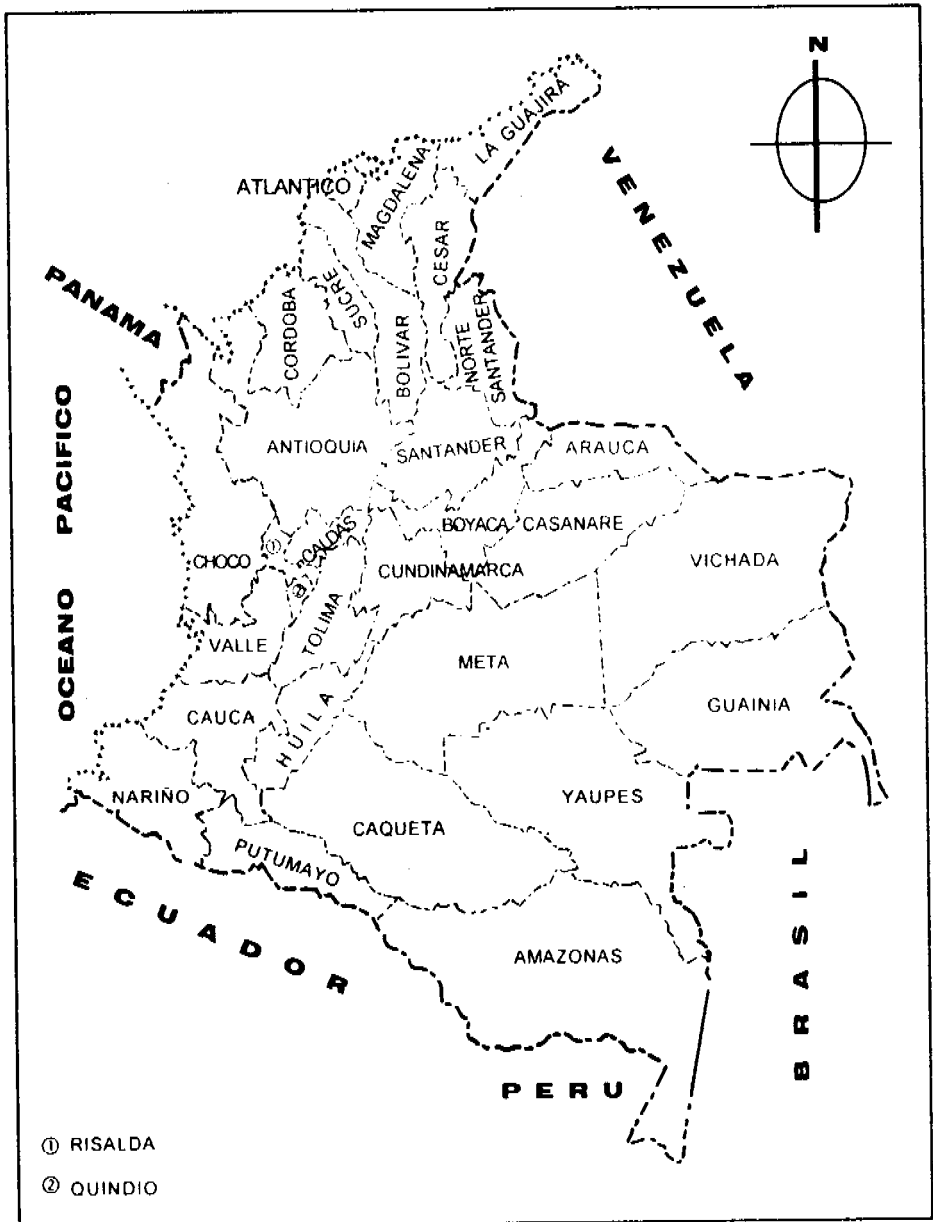 N
LA GUAJIRA
VENEZUELA
ATLANTICO
MAGDALENA
CESAR
PANAMA
SUCRE
CORDOBA
BOLIVAR
NORTE
SANTANDER
OCEANO PACIFICO
ANTIOQUIA
SANTANDER
ARAUCA
①
CALDAS
BOYACA
CASANARE
CHOCO
②
CUNDINAMARCA
VICHADA
TOLIMA
VALLE
META
GUAINIA
CAUCA
HUILA
NARIÑO
YAUPES
CAQUETA
PUTUMAYO
ECUADOR
AMAZONAS
BRASIL
PERU
① RISALDA
② QUINDIO